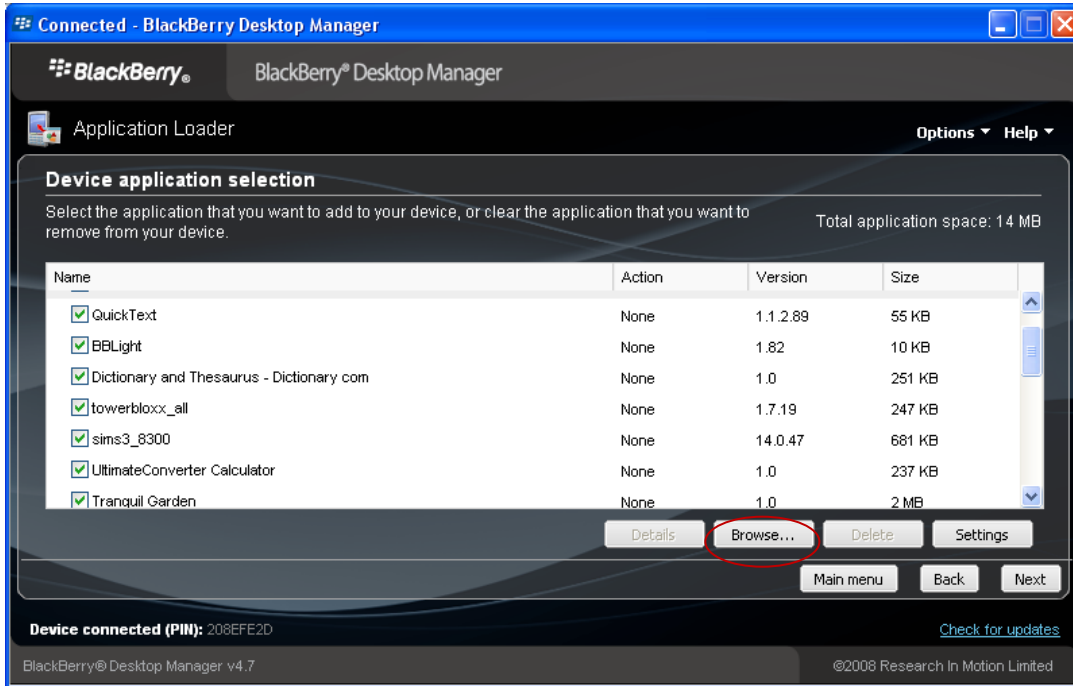 Connected - BlackBerry Desktop Manager
BlackBerry® BlackBerry® Desktop Manager
Application Loader
Options Help
Device application selection
Select the application that you want to add to your device, or clear the application that you want to
remove from your device.
Total application space: 14 MB
Name Action Version Size
QuickText None 1.1.2.89 55 KB
BBLight None 1.82 10 KB
Dictionary and Thesaurus - Dictionary com None 1.0 251 KB
towerbloxx_all None 1.7.19 247 KB
sims3_8300 None 14.0.47 681 KB
UltimateConverter Calculator None 1.0 237 KB
Tranquil Garden None 1.0 2 MB
Details Browse... Delete Settings
Main menu Back Next
Device connected (PIN): 208EFE2D
Check for updates
BlackBerry® Desktop Manager v4.7 ©2008 Research In Motion Limited